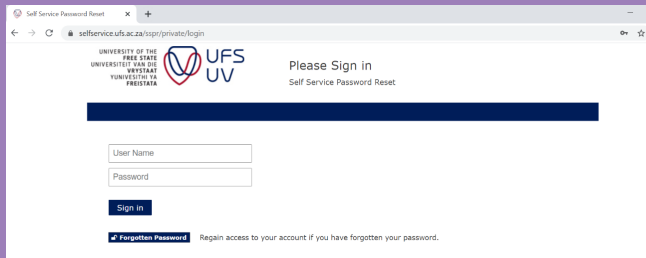 Self Service Password Reset
selfservice.ufs.ac.za/sspr/private/login
UNIVERSITY OF THE
FREE STATE
UNIVERSITEIT VAN DIE
VRYSTAAT
YUNIVESITHI YA
FREISTATA
UFS
UV
Please Sign in
Self Service Password Reset
User Name
Password
Sign in
Forgotten Password Regain access to your account if you have forgotten your password.